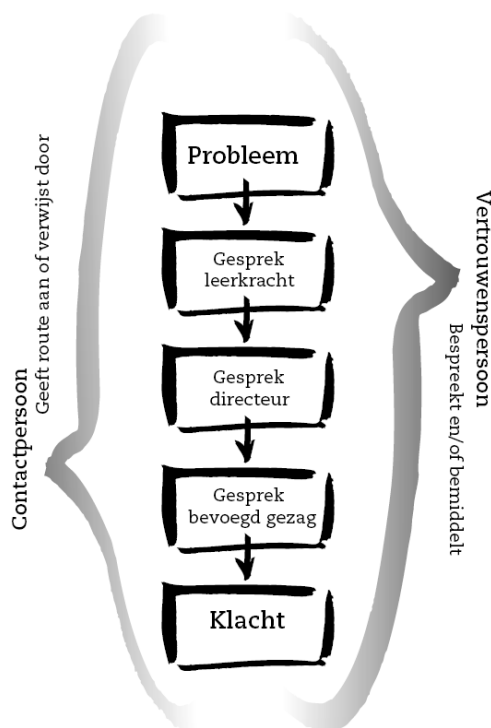 Probleem
Gesprek
leerkracht
Gesprek
directeur
Gesprek
bevoegd gezag
Klacht
Contactpersoon
Geeft route aan of verwijst door
Vertrouwenspersoon
Bespreekt en/of bemiddelt